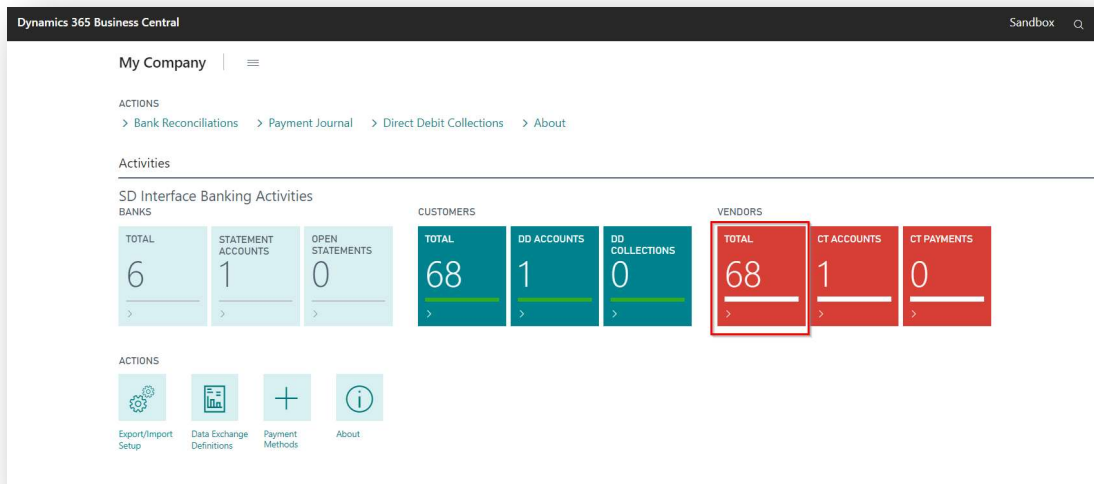 Dynamics 365 Business Central
Sandbox
My Company
ACTIONS
> Bank Reconciliations > Payment Journal > Direct Debit Collections > About
Activities
SD Interface Banking Activities
BANKS
TOTAL
6
STATEMENT
ACCOUNTS
1
OPEN
STATEMENTS
0
CUSTOMERS
TOTAL
68
DD ACCOUNTS
1
DD
COLLECTIONS
0
VENDORS
TOTAL
68
CT ACCOUNTS
1
CT PAYMENTS
0
ACTIONS
Export/Import
Setup
Data Exchange
Definitions
Payment
Methods
About